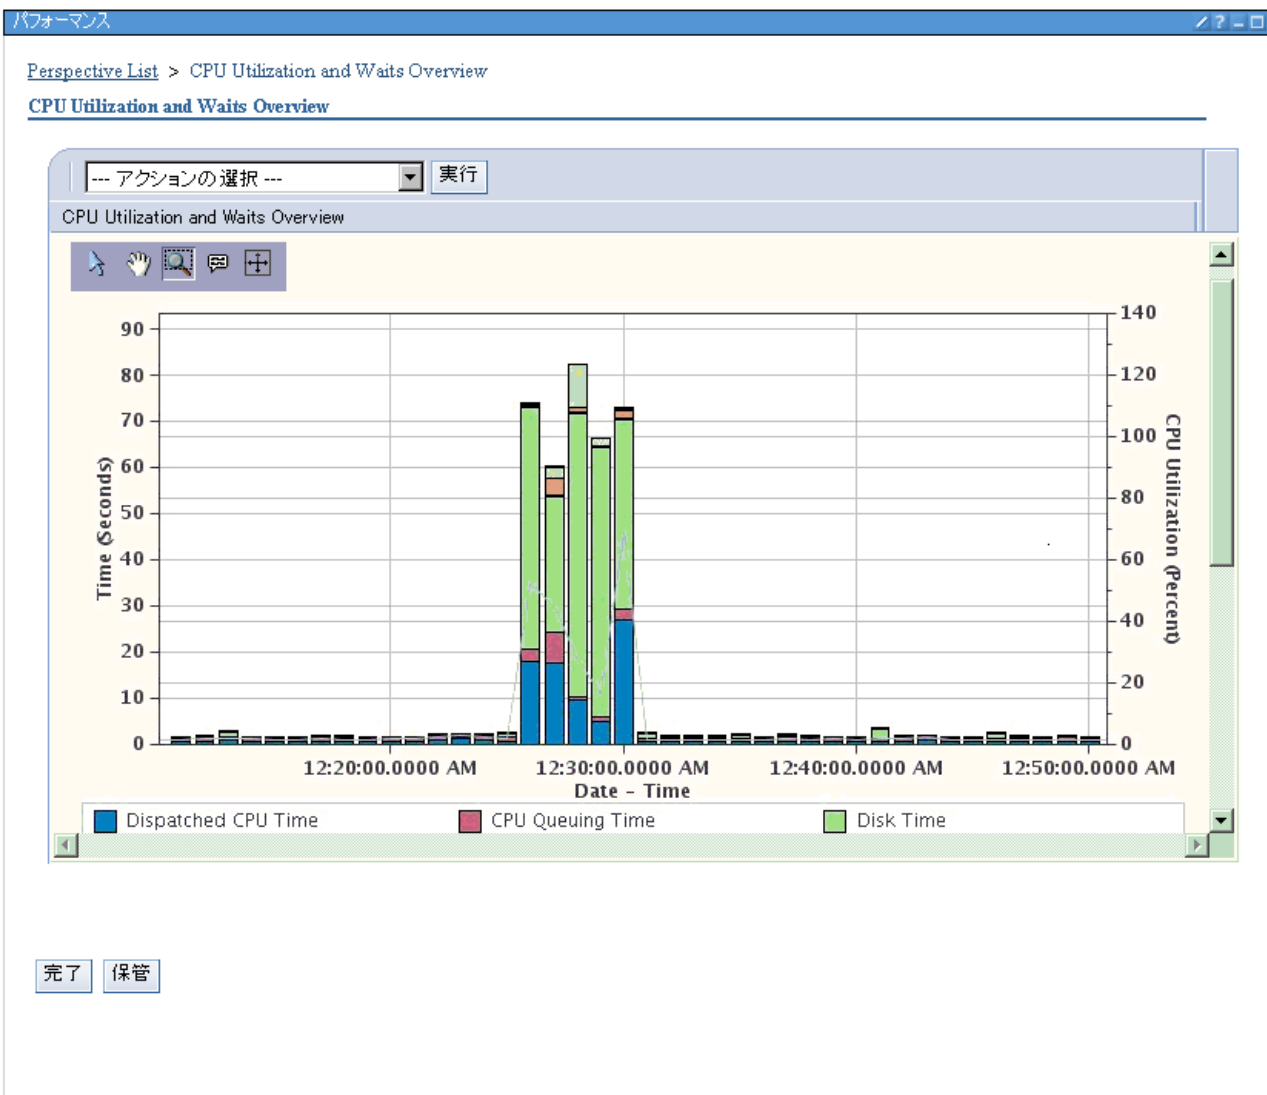 パフォーマンス
Perspective List > CPU Utilization and Waits Overview
CPU Utilization and Waits Overview
--- アクションの選択 --- 実行
CPU Utilization and Waits Overview
90
80
70
60
50
40
30
20
10
0
Time (Seconds)
140
120
100
80
60
40
20
0
CPU Utilization (Percent)
12:20:00.0000 AM 12:30:00.0000 AM 12:40:00.0000 AM 12:50:00.0000 AM
Date - Time
Dispatched CPU Time CPU Queuing Time Disk Time
完了 保管